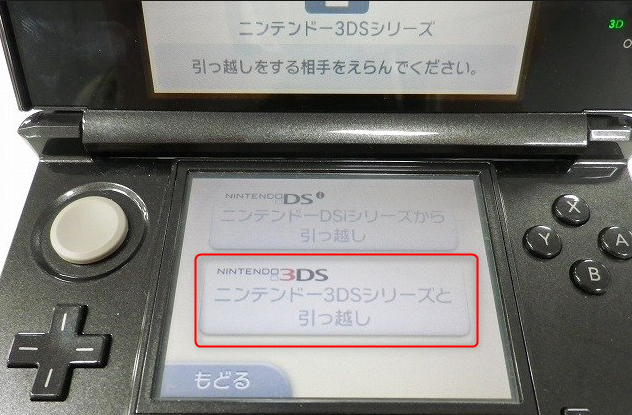 3D
ニンテンドー3DSシリーズ
引っ越しをする相手をえらんでください。
NINTENDO DSi
ニンテンドーDSiシリーズから
引っ越し
NINTENDO 3DS
ニンテンドー3DSシリーズと
引っ越し
もどる
X
Y
A
B